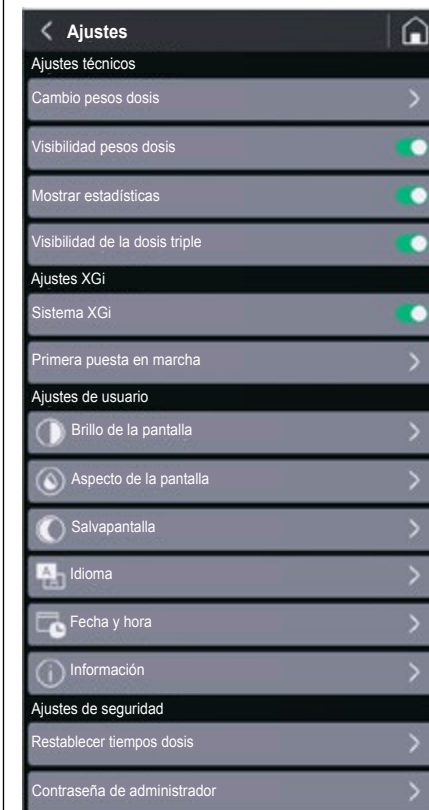 Ajustes
Ajustes técnicos
Cambio pesos dosis
Visibilidad pesos dosis
Mostrar estadísticas
Visibilidad de la dosis triple
Ajustes XGi
Sistema XGi
Primera puesta en marcha
Ajustes de usuario
Brillo de la pantalla
Aspecto de la pantalla
Salvapantalla
Idioma
Fecha y hora
Información
Ajustes de seguridad
Restablecer tiempos dosis
Contraseña de administrador